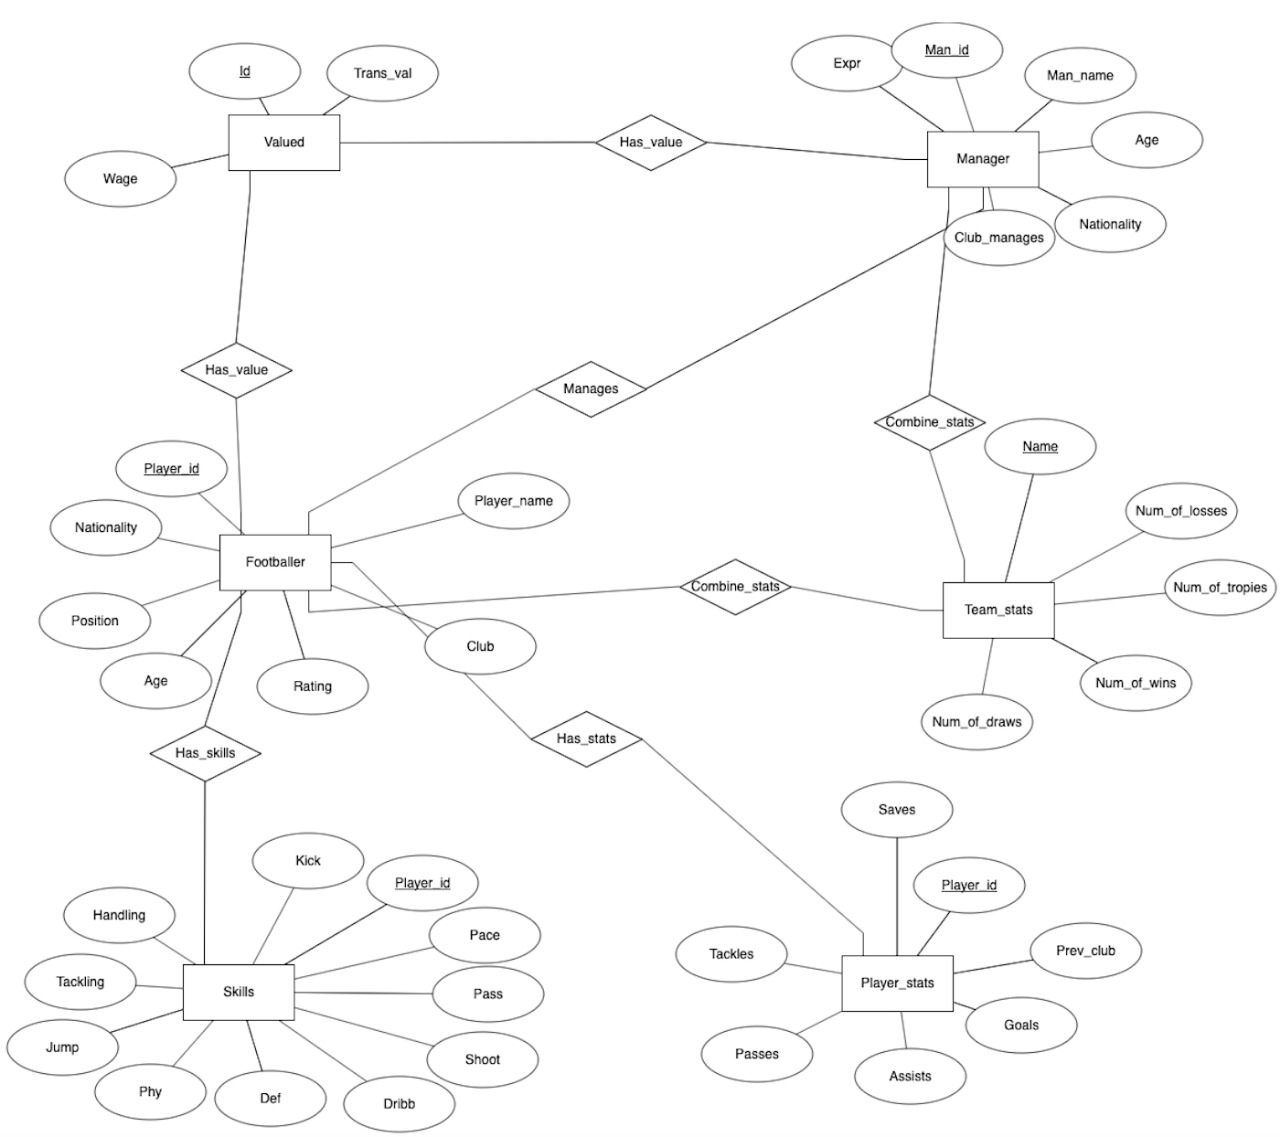 Man_id
Expr
Id
Trans_val
Man_name
Age
Valued
Has_value
Manager
Wage
Nationality
Club_manages
Has_value
Manages
Combine_stats
Name
Player_id
Player_name
Num_of_losses
Nationality
Footballer
Combine_stats
Num_of_tropies
Team_stats
Position
Club
Age
Rating
Num_of_wins
Num_of_draws
Has_stats
Has_skills
Saves
Kick
Player_id
Player_id
Handling
Pace
Tackles
Prev_club
Tackling
Skills
Pass
Player_stats
Goals
Jump
Shoot
Passes
Assists
Phy
Def
Dribb